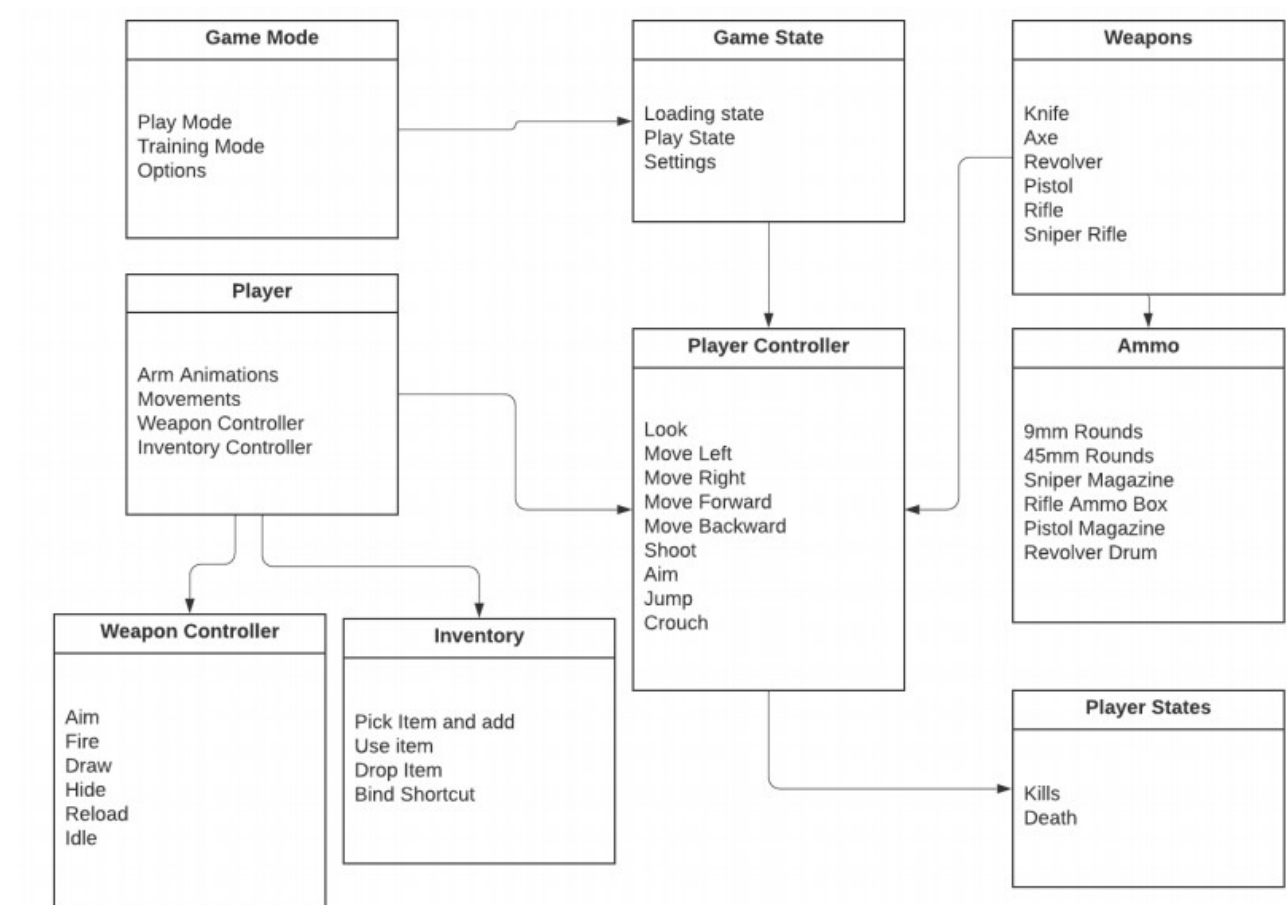 Game Mode
Play Mode
Training Mode
Options
Game State
Loading state
Play State
Settings
Weapons
Knife
Axe
Revolver
Pistol
Rifle
Sniper Rifle
Player
Arm Animations
Movements
Weapon Controller
Inventory Controller
Player Controller
Look
Move Left
Move Right
Move Forward
Move Backward
Shoot
Aim
Jump
Crouch
Ammo
9mm Rounds
45mm Rounds
Sniper Magazine
Rifle Ammo Box
Pistol Magazine
Revolver Drum
Weapon Controller
Aim
Fire
Draw
Hide
Reload
Idle
Inventory
Pick Item and add
Use item
Drop Item
Bind Shortcut
Player States
Kills
Death